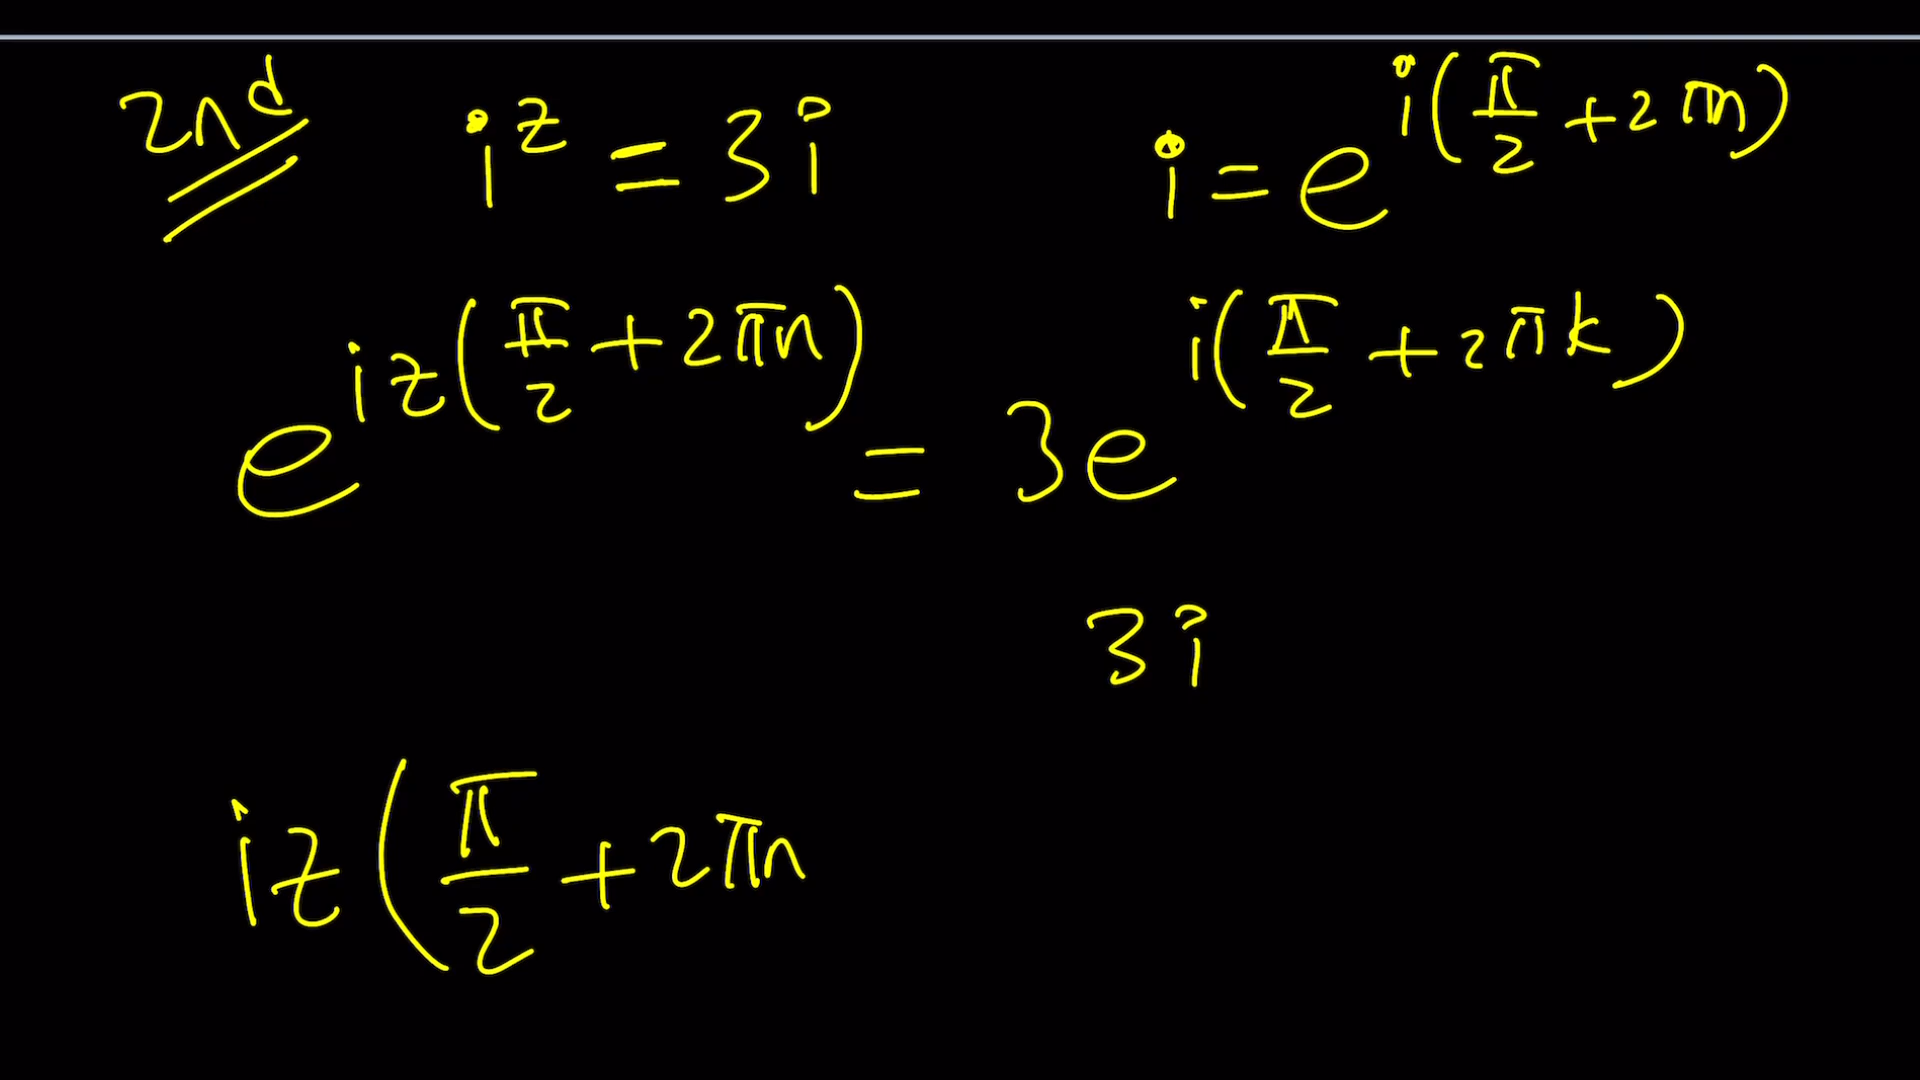 2nd i^z = 3i i = e^{i(π/2 + 2πn)}
e^{iz(π/2 + 2πn)} = 3e^{i(π/2 + 2πk)}
3i
iz(π/2 + 2πn